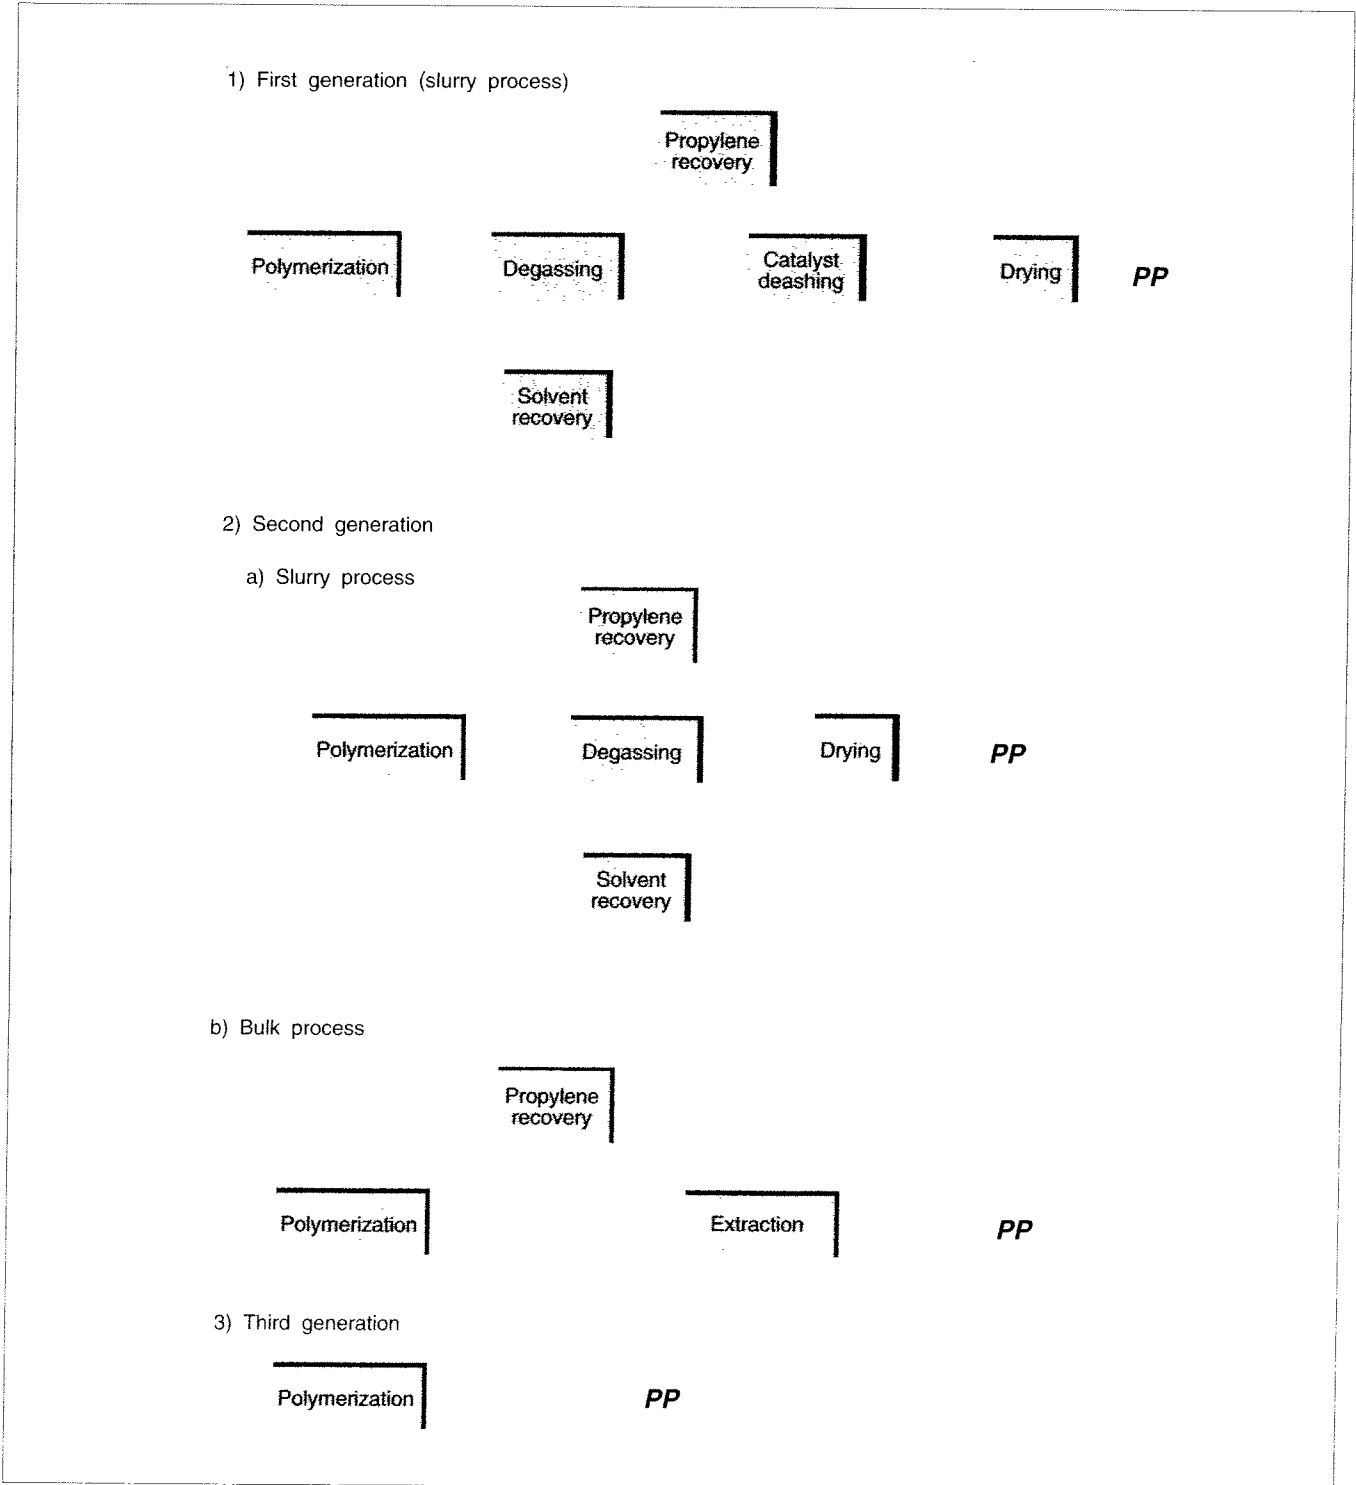 1) First generation (slurry process)
Propylene
recovery
Polymerization
Degassing
Catalyst
deashing
Drying
PP
Solvent
recovery
2) Second generation
a) Slurry process
Propylene
recovery
Polymerization
Degassing
Drying
PP
Solvent
recovery
b) Bulk process
Propylene
recovery
Polymerization
Extraction
PP
3) Third generation
Polymerization
PP